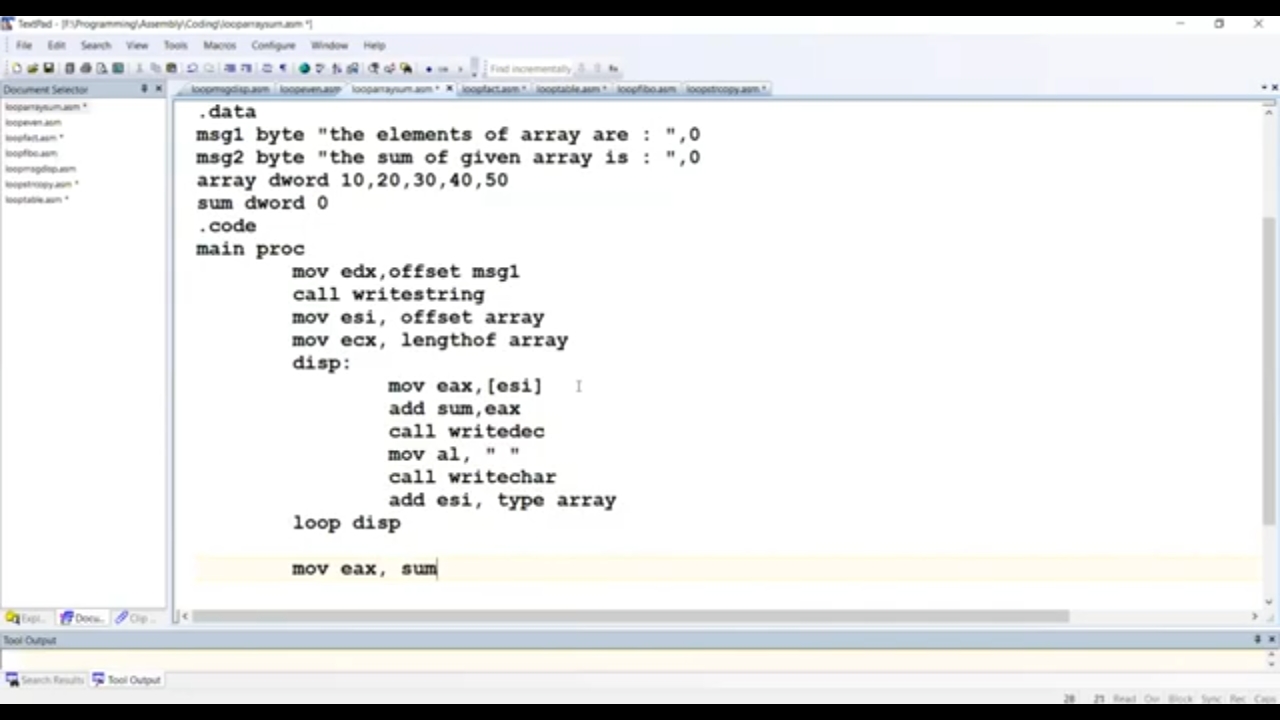 TextPad - [F:\Programming\Assembly\Coding\looparraysum.asm *]
File Edit Search View Tools Macros Configure Window Help
Find incrementally
Document Selector
loopmsgdisp.asm loopeven.asm looparraysum.asm * loopfact.asm * looptable.asm * loopfibo.asm loopstrcopy.asm *
looparraysum.asm *
loopeven.asm
loopfact.asm *
loopfibo.asm
loopmsgdisp.asm
loopstrcopy.asm *
looptable.asm *
.data
msg1 byte "the elements of array are : ",0
msg2 byte "the sum of given array is : ",0
array dword 10,20,30,40,50
sum dword 0
.code
main proc
mov edx,offset msg1
call writestring
mov esi, offset array
mov ecx, lengthof array
disp:
mov eax,[esi]
add sum,eax
call writedec
mov al, " "
call writechar
add esi, type array
loop disp
mov eax, sum
Expl... Docu... Clip ...
Tool Output
Search Results Tool Output
28 21 Read Ovr Block Sync Rec Caps